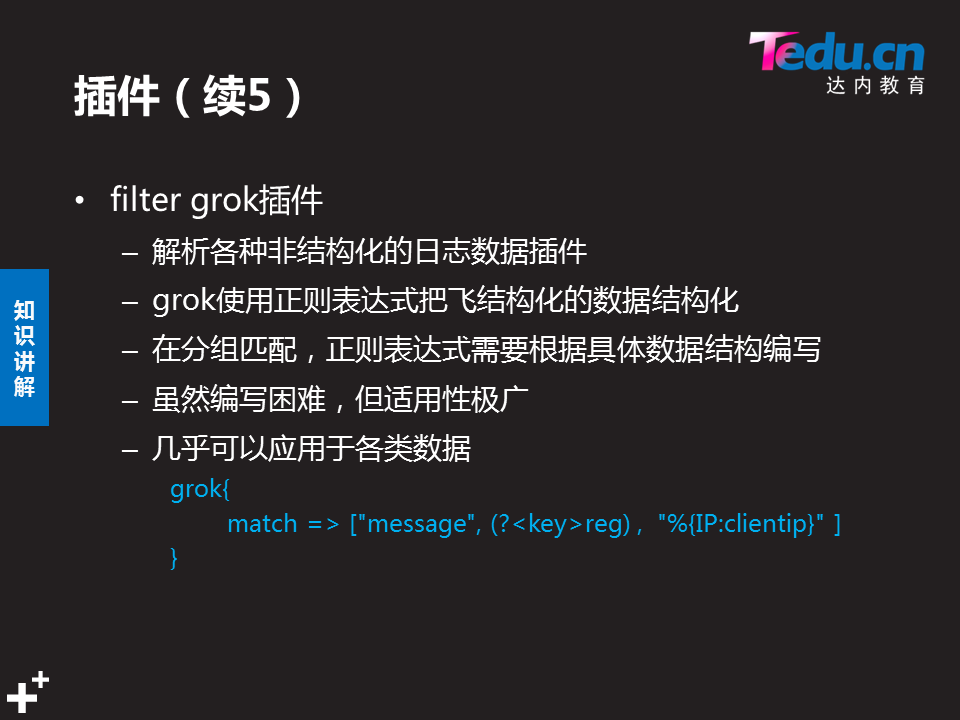 Tedu.cn
达内教育
插件（续5）
• filter grok插件
– 解析各种非结构化的日志数据插件
– grok使用正则表达式把飞结构化的数据结构化
– 在分组匹配，正则表达式需要根据具体数据结构编写
– 虽然编写困难，但适用性极广
– 几乎可以应用于各类数据
grok{
match => ["message", (?<key>reg) , "%{IP:clientip}" ]
}
知
识
讲
解